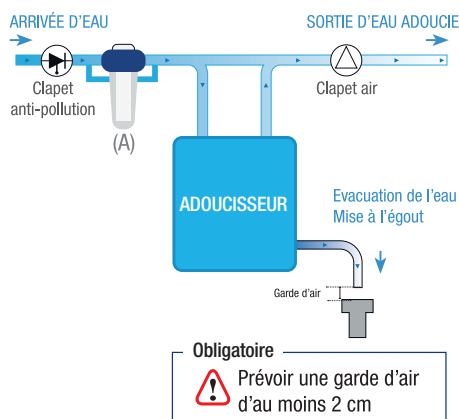 ARRIVÉE D'EAU
SORTIE D'EAU ADOUCIE
Clapet
anti-pollution
(A)
Clapet air
ADOUCISSEUR
Evacuation de l'eau
Mise à l'égout
Garde d'air
Obligatoire
Prévoir une garde d'air
d'au moins 2 cm